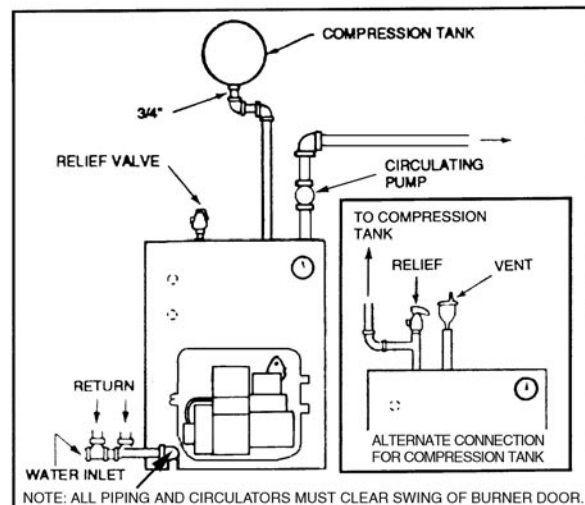 COMPRESSION TANK
3/4"
RELIEF VALVE
CIRCULATING
PUMP
TO COMPRESSION
TANK
RELIEF
VENT
RETURN
WATER INLET
ALTERNATE CONNECTION
FOR COMPRESSION TANK
NOTE: ALL PIPING AND CIRCULATORS MUST CLEAR SWING OF BURNER DOOR.